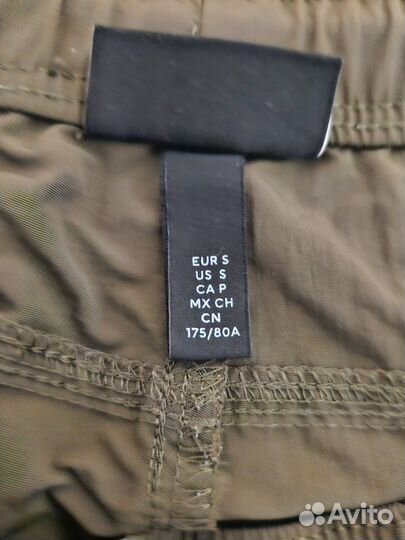 EUR S
US S
CA P
MX CH
CN
175/80A
Avito